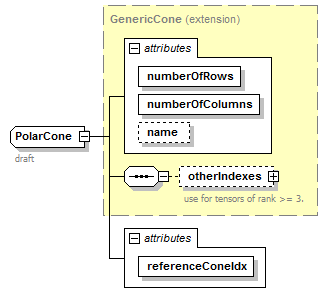 GenericCone (extension)
attributes
numberOfRows
numberOfColumns
name
PolarCone
draft
otherIndexes
use for tensors of rank >= 3.
attributes
referenceConeIdx